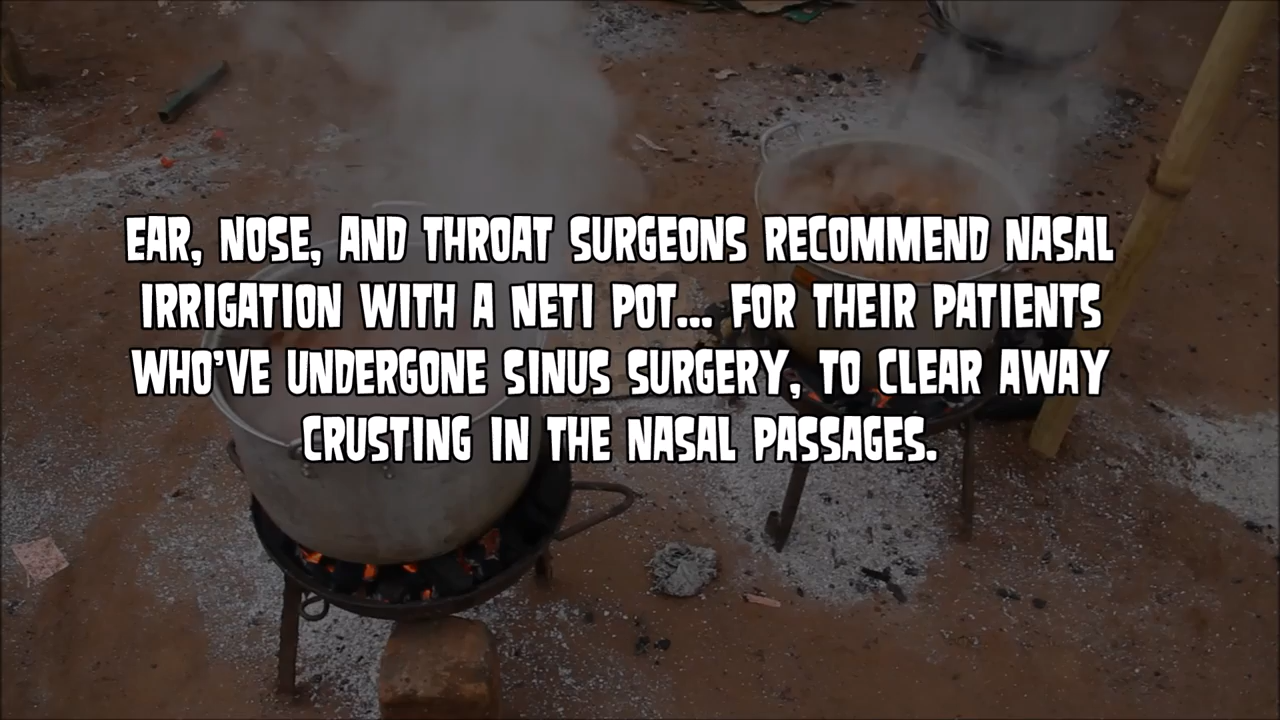 EAR, NOSE, AND THROAT SURGEONS RECOMMEND NASAL
IRRIGATION WITH A NETI POT... FOR THEIR PATIENTS
WHO'VE UNDERGONE SINUS SURGERY, TO CLEAR AWAY
CRUSTING IN THE NASAL PASSAGES.